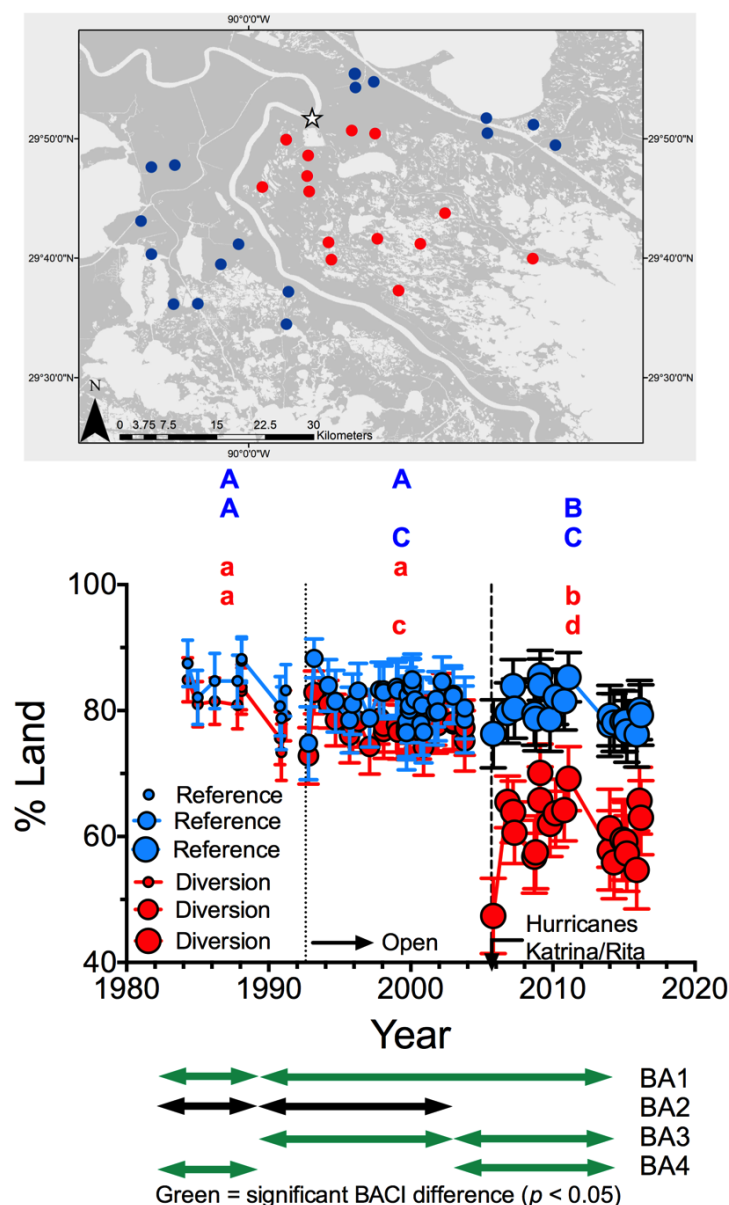 90°0'0"W
29°50'0"N
29°50'0"N
29°40'0"N
29°40'0"N
29°30'0"N
29°30'0"N
N
0 3.75 7.5 15 22.5 30
Kilometers
90°0'0"W
A A B
A C C
a a b
a c d
100
80
60
40
% Land
Reference
Reference
Reference
Diversion
Diversion
Diversion
Open
Hurricanes
Katrina/Rita
1980 1990 2000 2010 2020
Year
BA1
BA2
BA3
BA4
Green = significant BACI difference (p < 0.05)